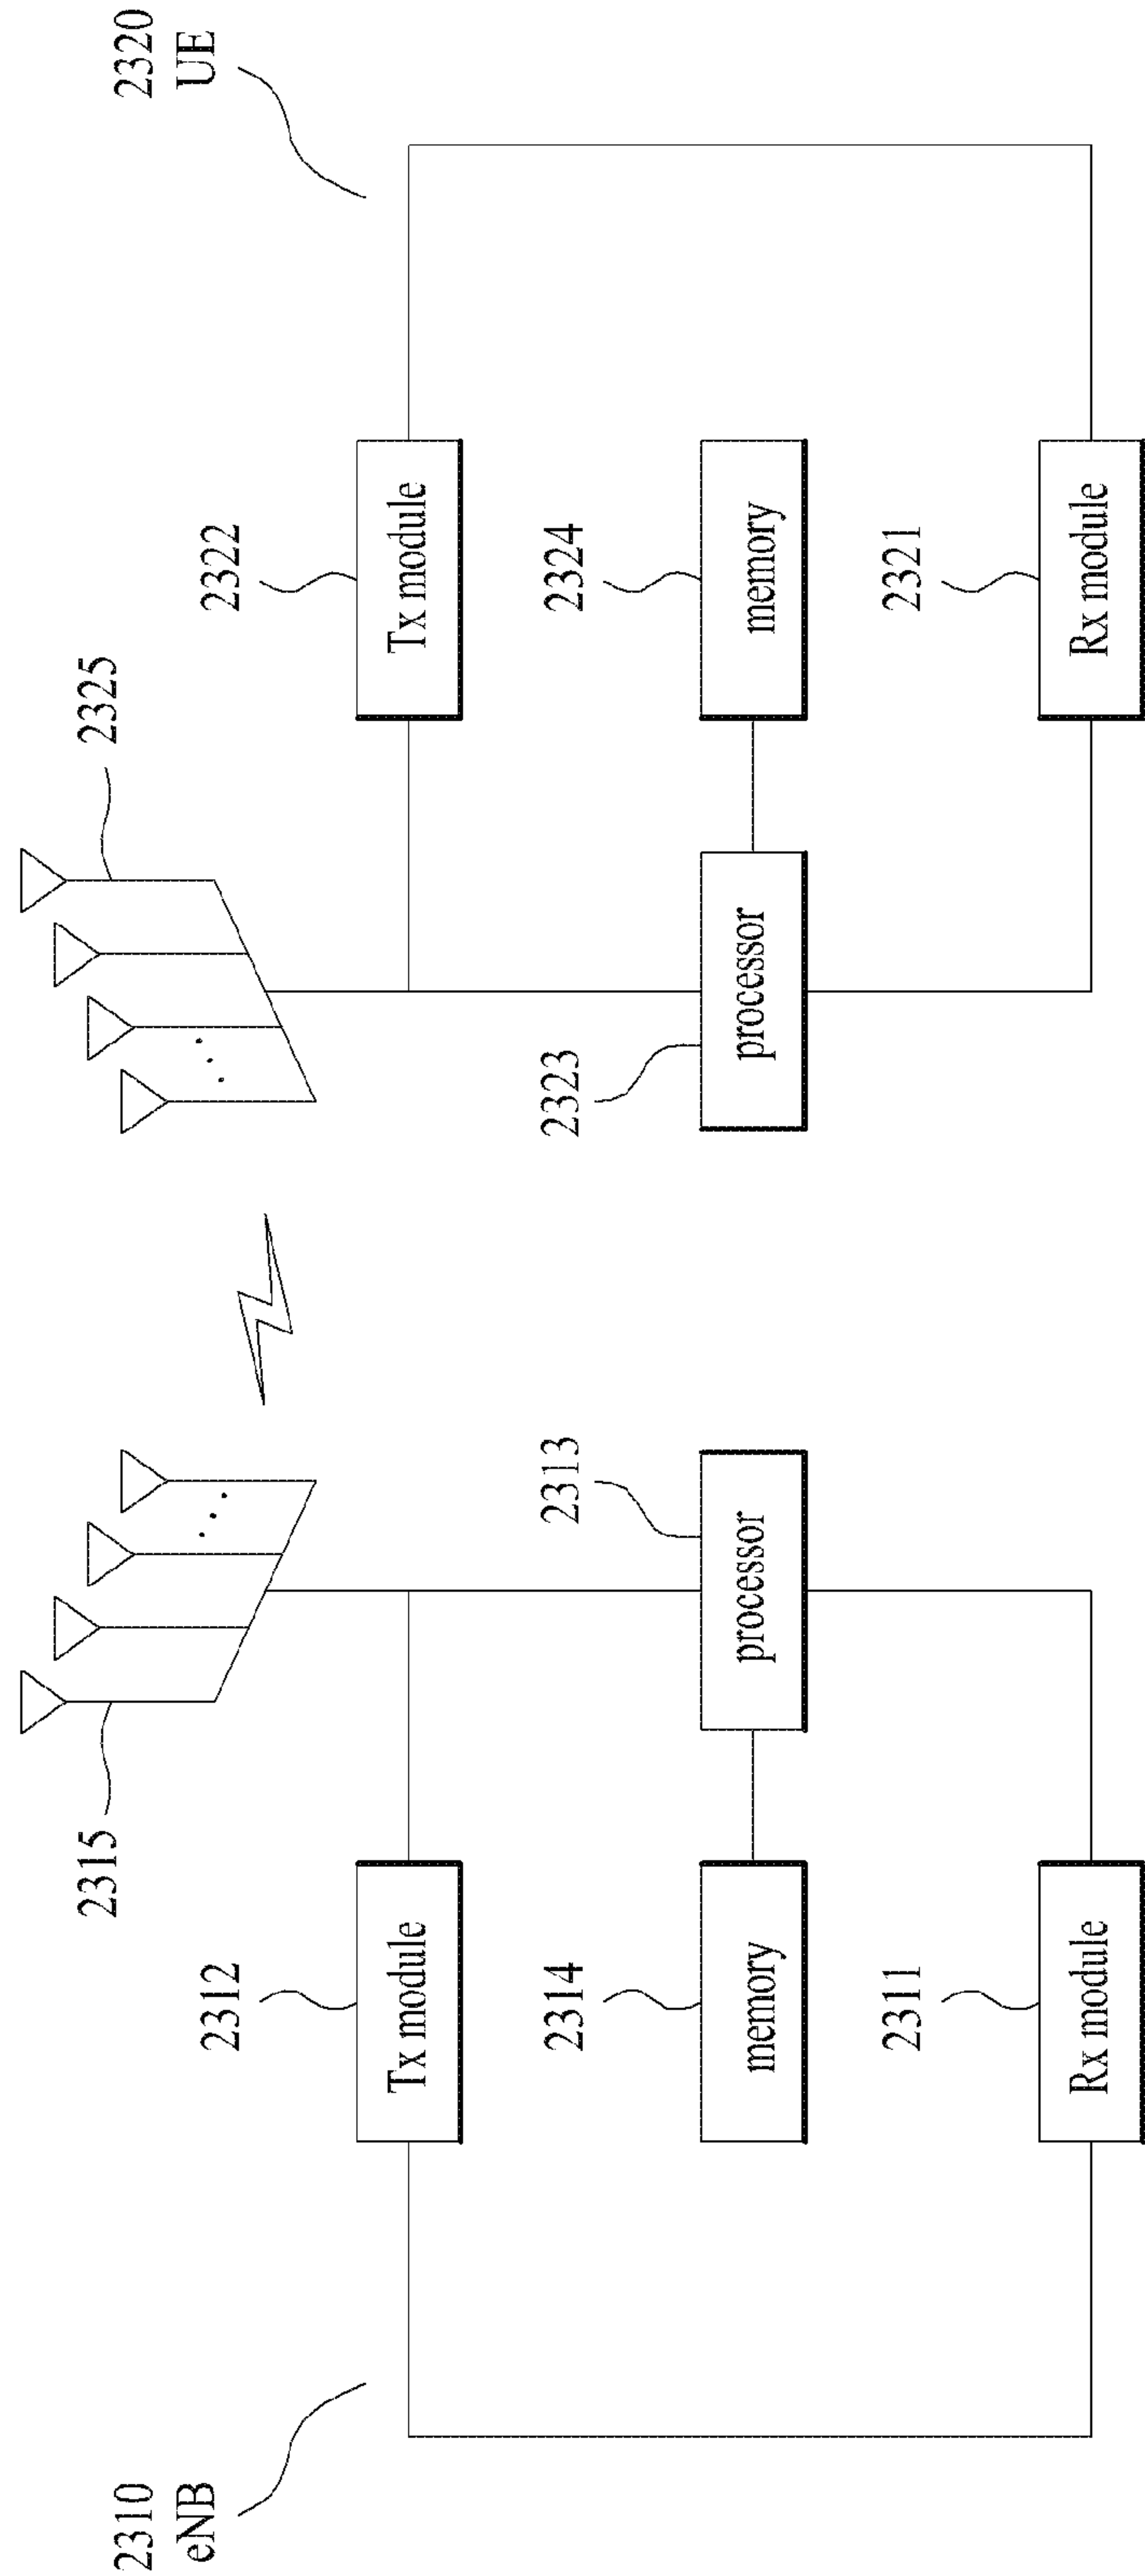 2310
eNB
2320
UE
2315
2325
2312
Tx module
2322
Tx module
2313
processor
2323
processor
2314
memory
2324
memory
2311
Rx module
2321
Rx module